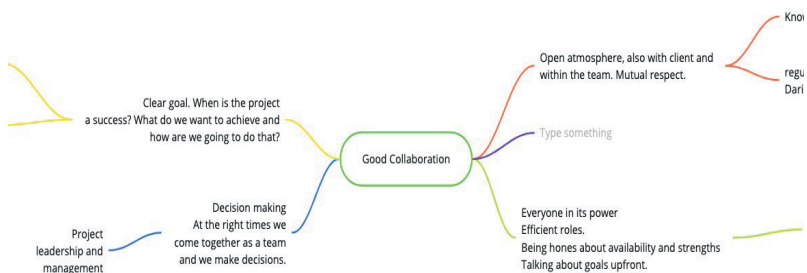 Know
Open atmosphere, also with client and
within the team. Mutual respect.
regu
Dari
Clear goal. When is the project
a success? What do we want to achieve and
how are we going to do that?
Type something
Good Collaboration
Decision making
At the right times we
come together as a team
and we make decisions.
Project
leadership and
management
Everyone in its power
Efficient roles.
Being hones about availability and strengths
Talking about goals upfront.